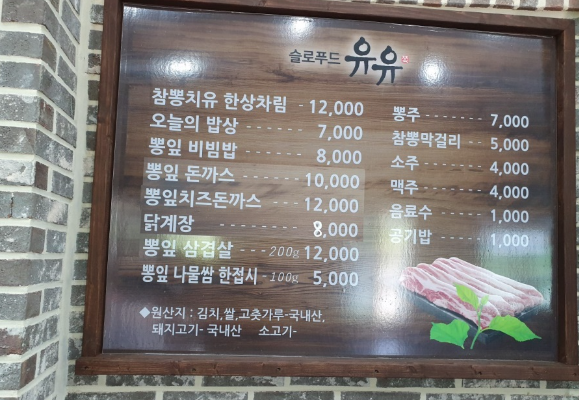 슬로푸드 유유
참뽕치유 한상차림 - 12,000
오늘의 밥상 ---- 7,000
뽕잎 비빔밥 ---- 8,000
뽕잎 돈까스 ---- 10,000
뽕잎치즈돈까스 -- 12,000
닭계장 ------- 8,000
뽕잎 삼겹살 --- 200g 12,000
뽕잎 나물쌈 한접시 - 100g 5,000
뽕주 -------- 7,000
참뽕막걸리 ---- 5,000
소주 -------- 4,000
맥주 -------- 4,000
음료수 ------- 1,000
공기밥 ------- 1,000
◆원산지 : 김치,쌀,고춧가루-국내산,
돼지고기- 국내산 소고기-